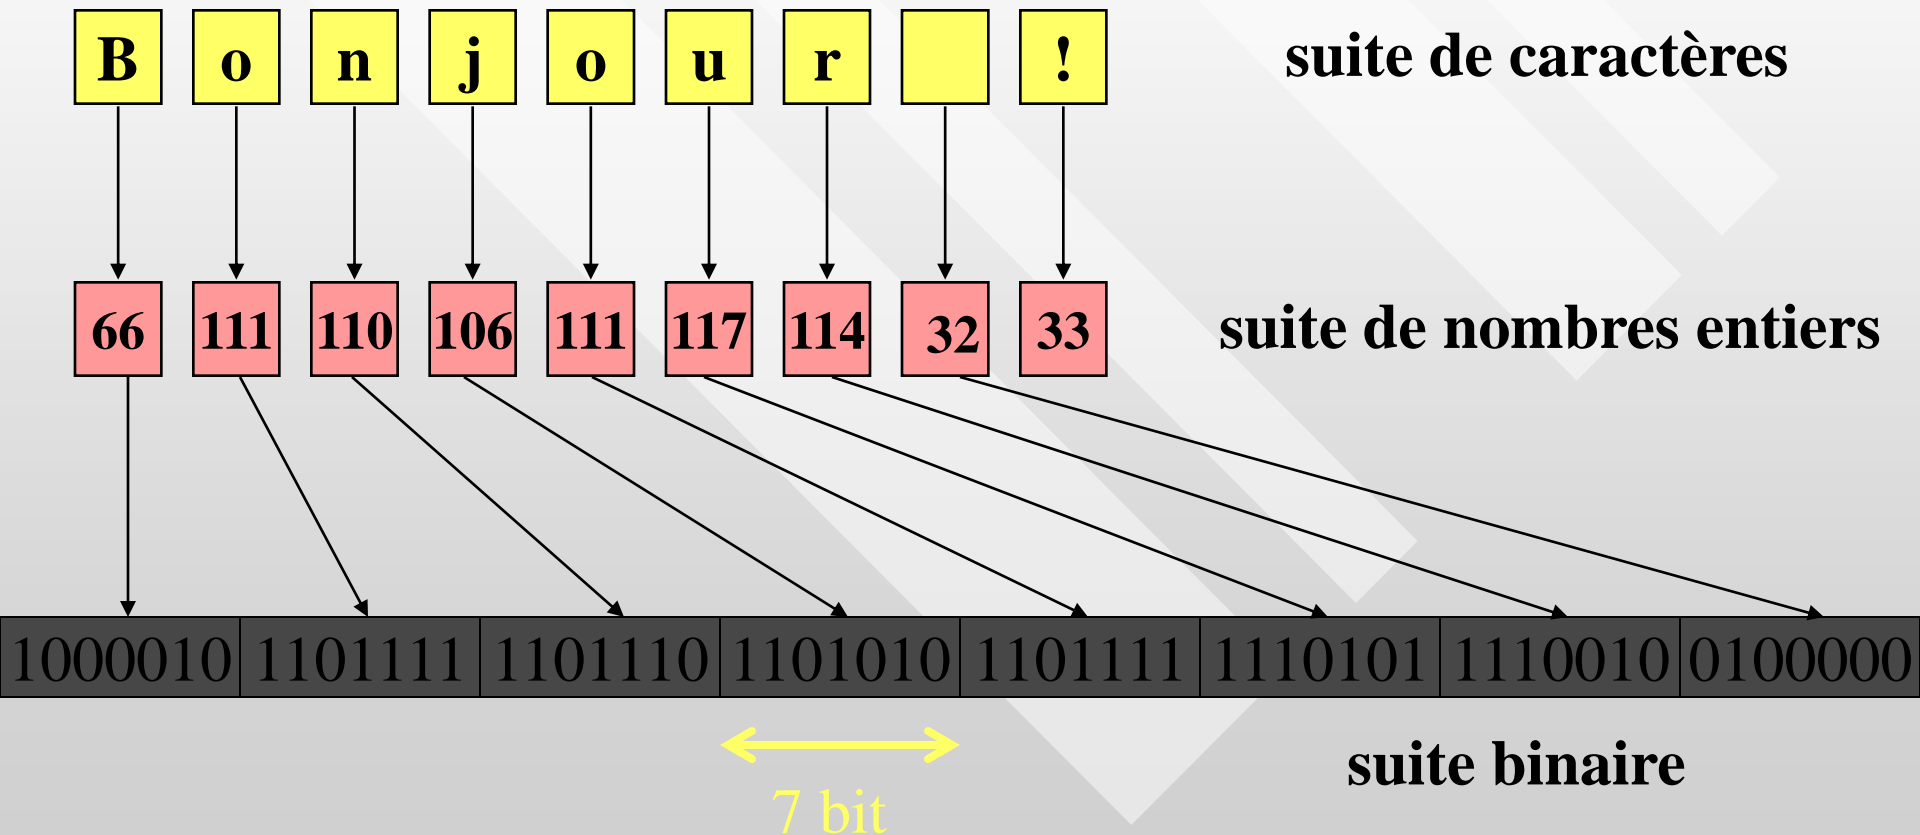 B o n j o u r ! suite de caractères
66 111 110 106 111 117 114 32 33 suite de nombres entiers
1000010 1101111 1101110 1101010 1101111 1110101 1110010 0100000
suite binaire
7 bit